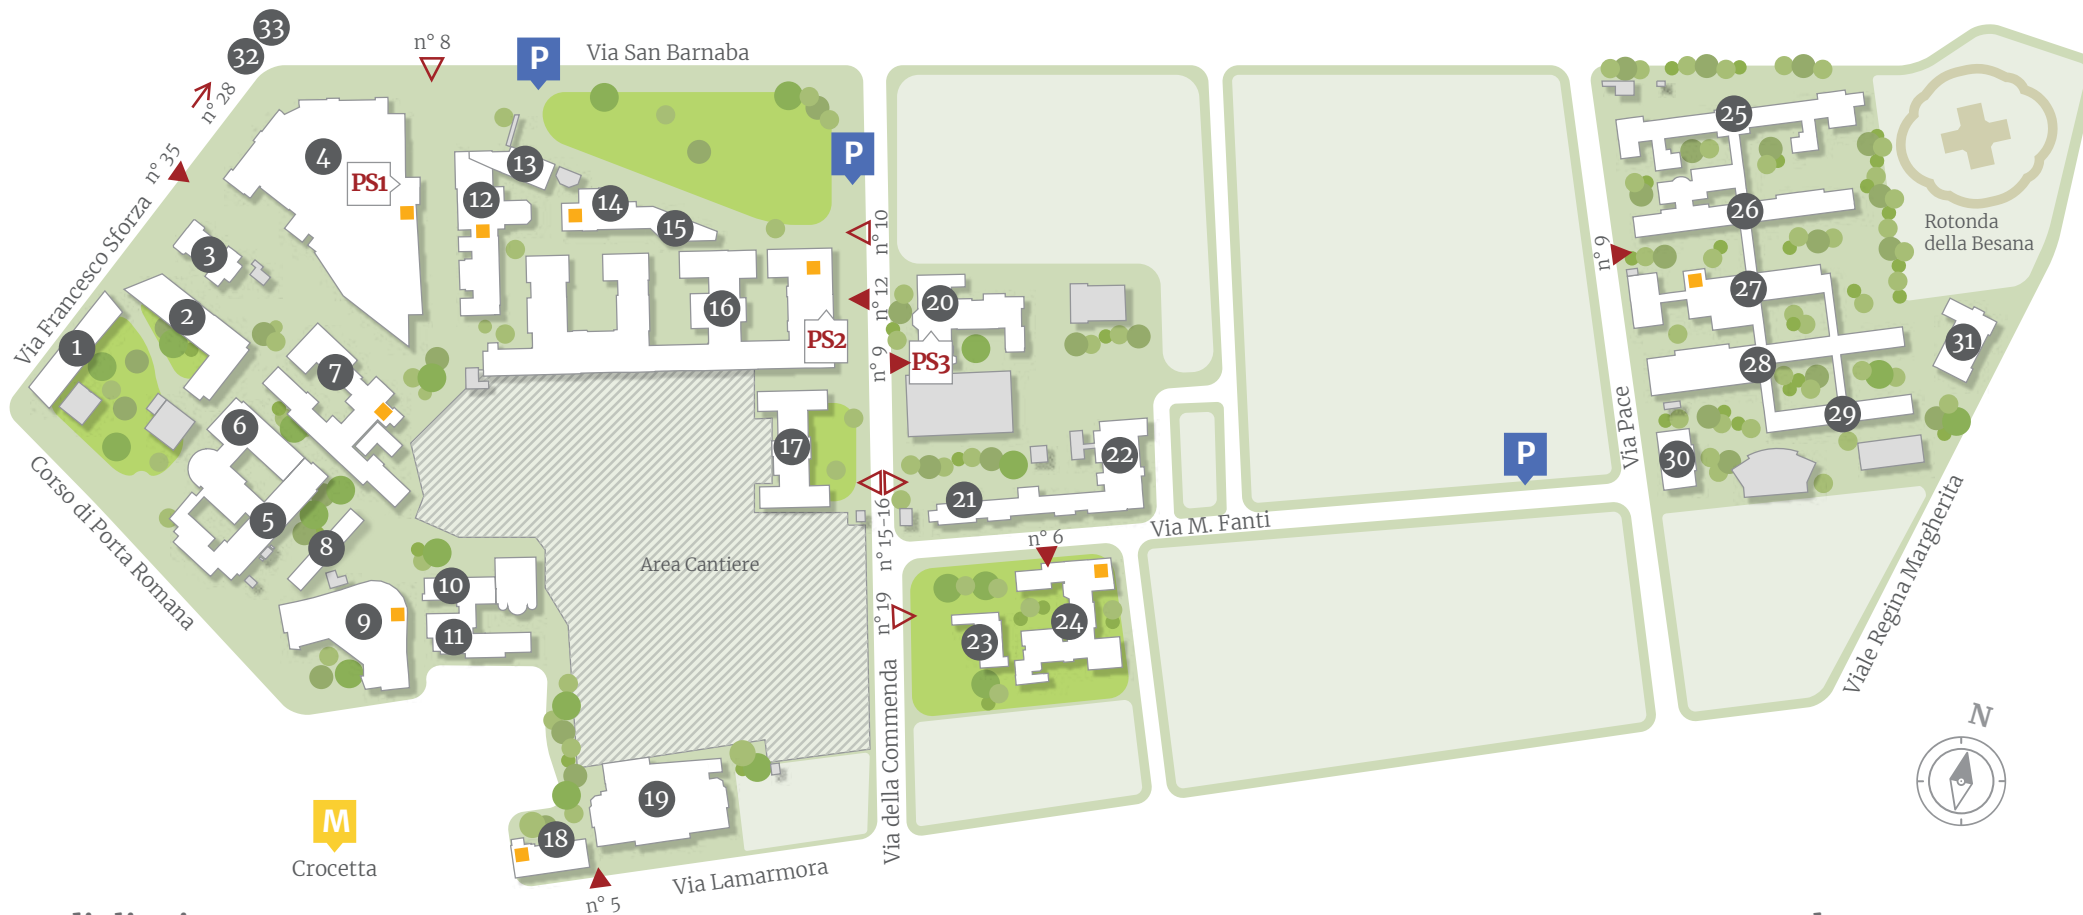 33
32
n° 28
n° 8
P
Via San Barnaba
n° 35
4
PS1
13
12
14
15
P
n° 10
Via Francesco Sforza
3
2
1
7
16
n° 12
PS2
n° 9
20
PS3
6
5
8
17
22
21
n° 15-16
Corso di Porta Romana
10
9
11
Area Cantiere
n° 19
n° 6
Via M. Fanti
23
24
Via della Commenda
19
18
M
Crocetta
n° 5
Via Lamarmora
P
25
26
Rotonda
della Besana
n° 9
27
31
28
29
30
Via Pace
Viale Regina Margherita
N